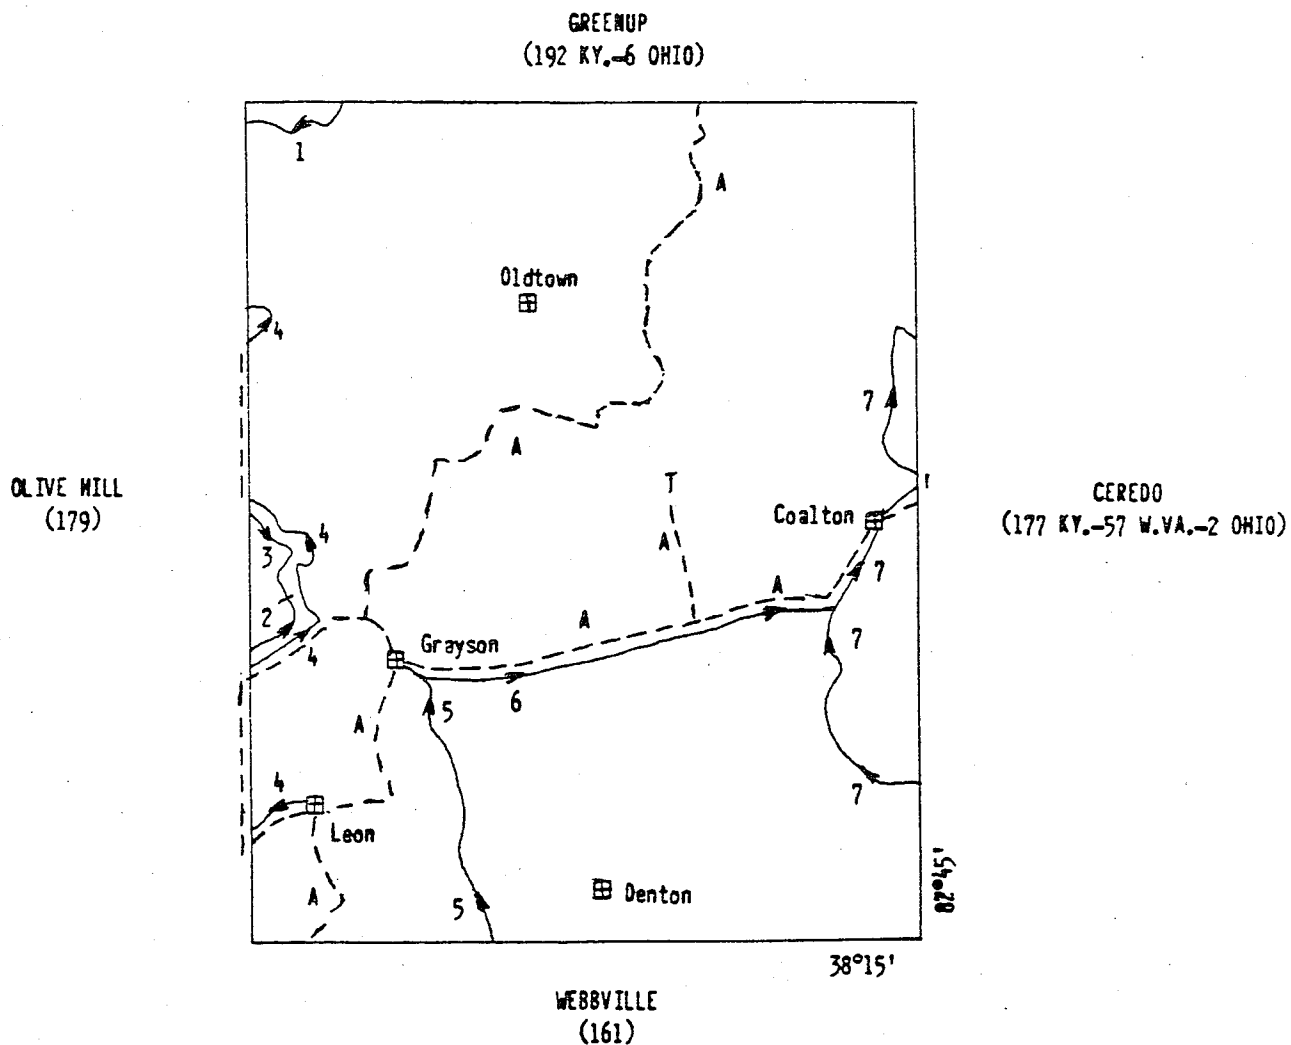 GREENUP
(192 KY.-6 OHIO)
1
A
Oldtown
4
7
A
OLIVE HILL
(179)
T
CEREDO
(177 KY.-57 W.VA.-2 OHIO)
Coalton
4
3
A
7
A
2
A
7
Grayson
4
5
6
A
4
7
Leon
A
5
Denton
82°45'
38°15'
WEBBVILLE
(161)